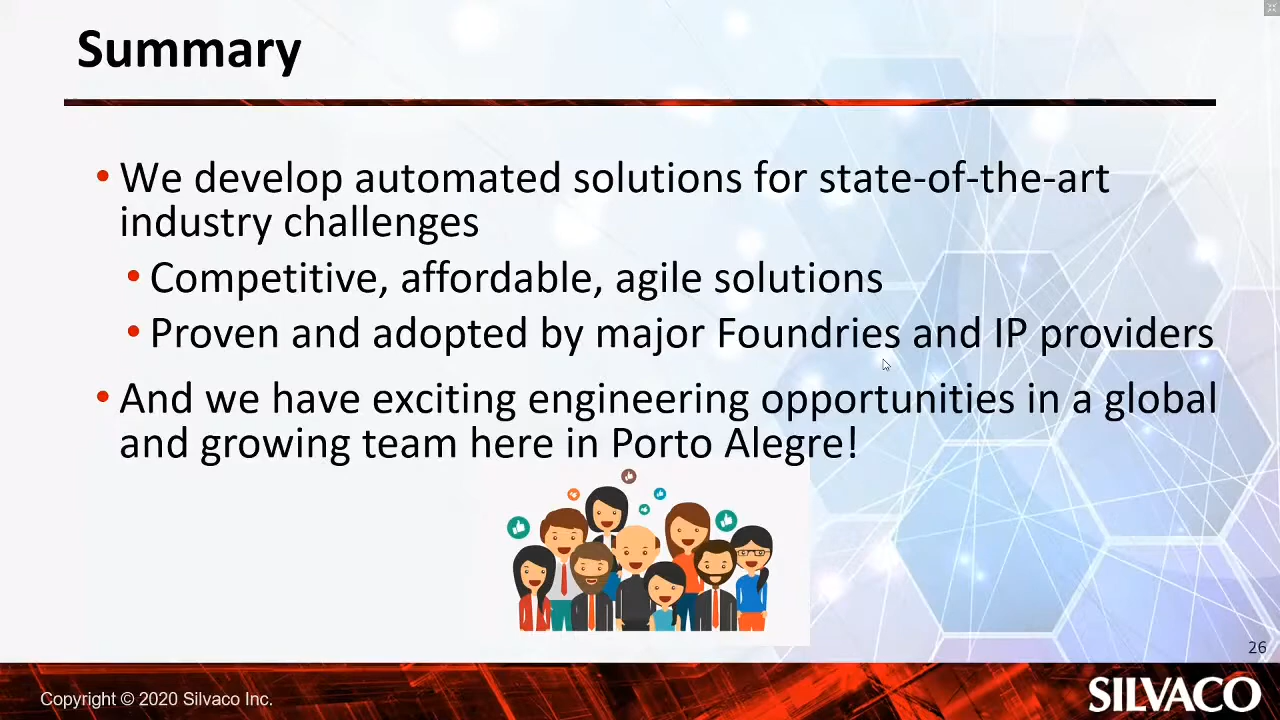 Summary
• We develop automated solutions for state-of-the-art
industry challenges
• Competitive, affordable, agile solutions
• Proven and adopted by major Foundries and IP providers
• And we have exciting engineering opportunities in a global
and growing team here in Porto Alegre!
26
Copyright © 2020 Silvaco Inc.
SILVACO